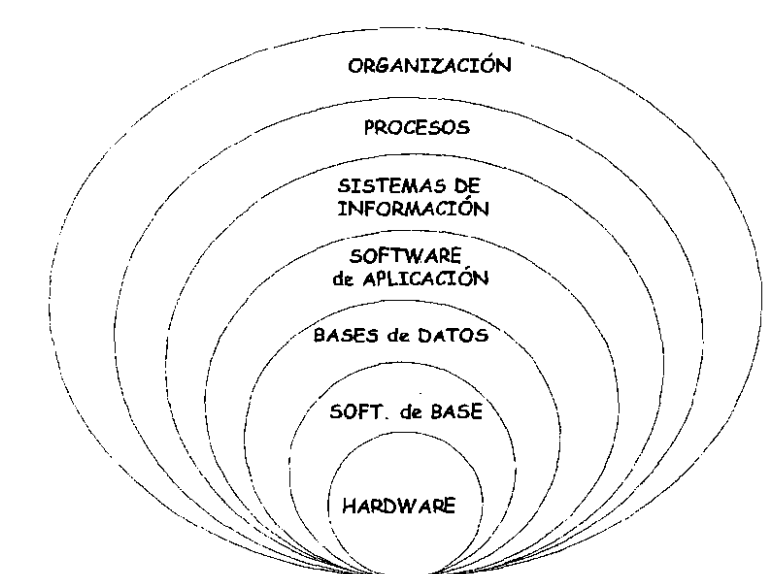 ORGANIZACIÓN
PROCESOS
SISTEMAS DE
INFORMACIÓN
SOFTWARE
de APLICACIÓN
BASES de DATOS
SOFT. de BASE
HARDWARE